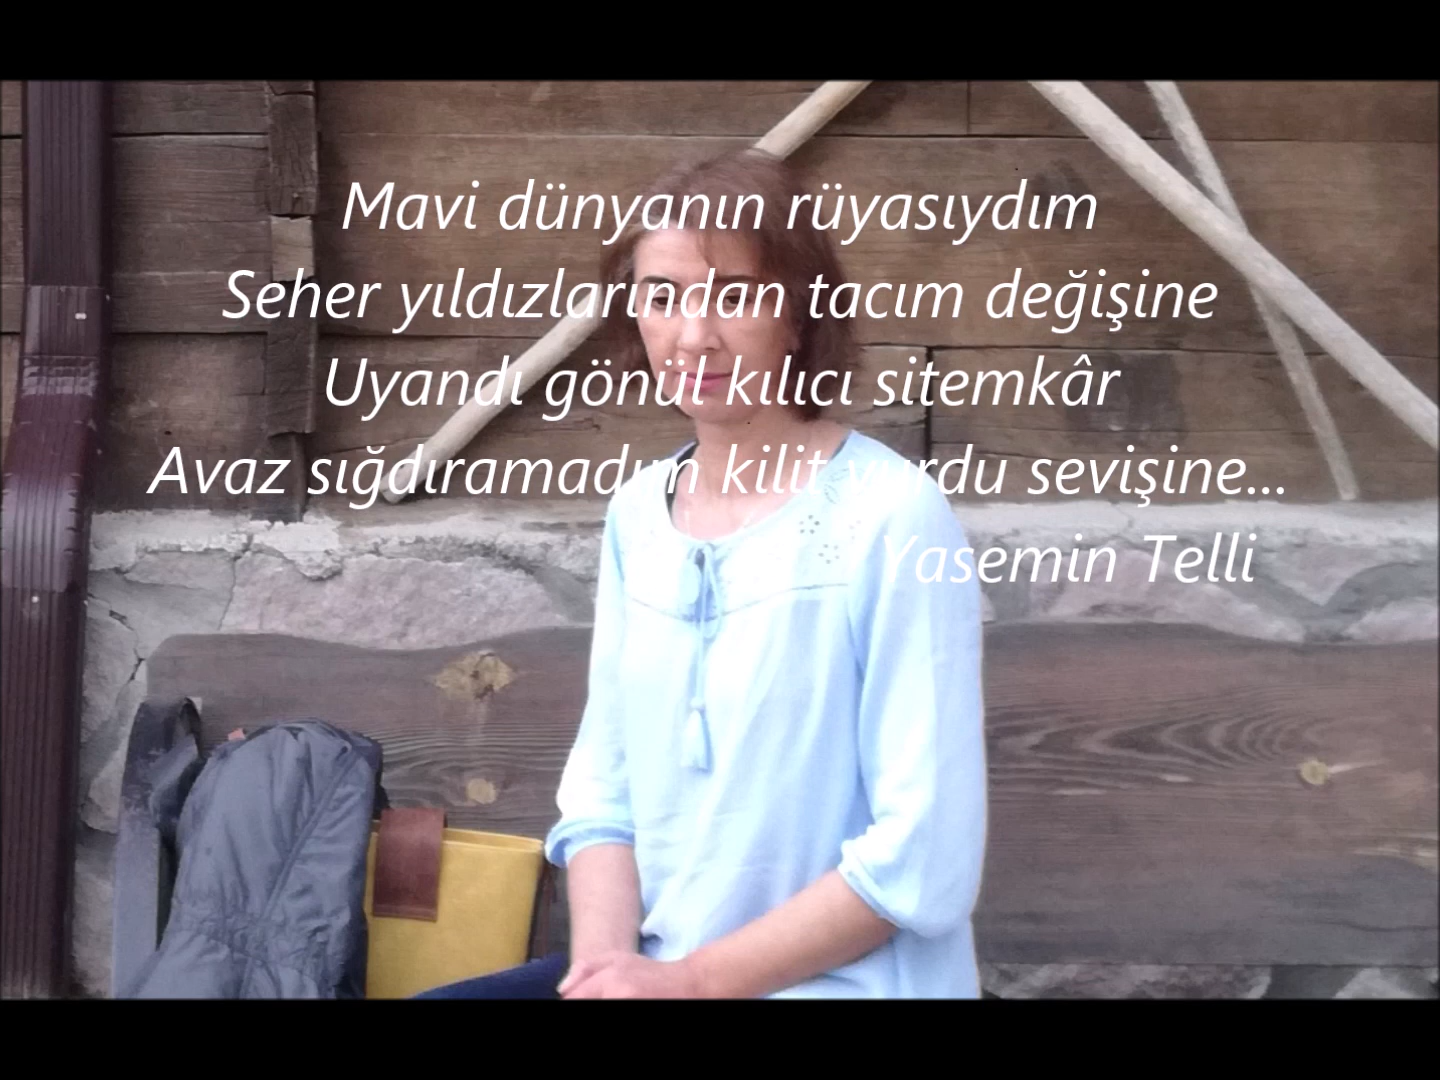 Mavi dünyanın rüyasıydım
Seher yıldızlarından tacım değişine
Uyandı gönül kılıcı sitemkâr
Avaz sığdıramadım kilit vurdu sevişine...
Yasemin Telli